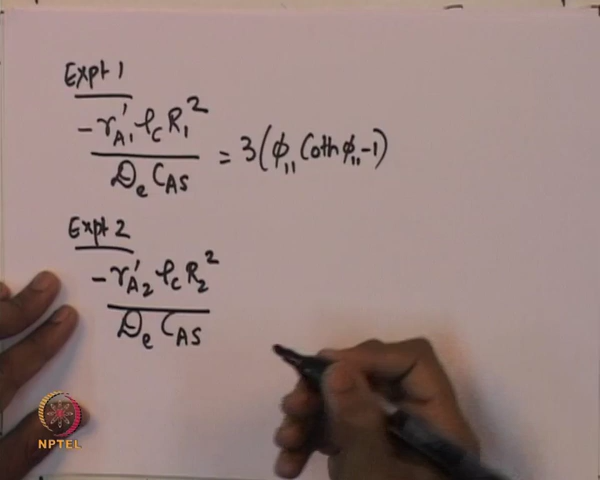 Expt 1
-r'A1 ρc R1² / De CAS = 3(ϕ11 Coth ϕ11 -1)
Expt 2
-r'A2 ρc R2² / De CAS
NPTEL